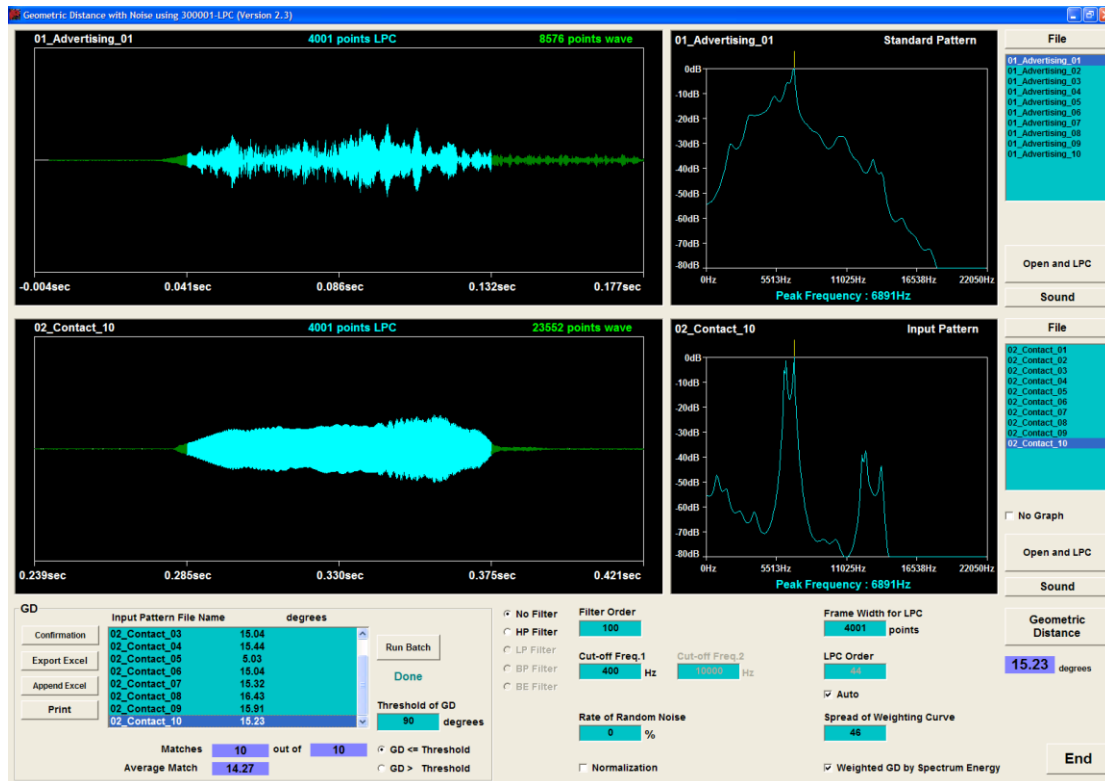 Geometric Distance with Noise using 300001-LPC (Version 2.3)
01_Advertising_01 4001 points LPC 8576 points wave
-0.004sec 0.041sec 0.086sec 0.132sec 0.177sec
01_Advertising_01 Standard Pattern
0dB
-10dB
-20dB
-30dB
-40dB
-50dB
-60dB
-70dB
-80dB
0Hz 5513Hz 11025Hz 16538Hz 22050Hz
Peak Frequency : 6891Hz
File
01_Advertising_01
01_Advertising_02
01_Advertising_03
01_Advertising_04
01_Advertising_05
01_Advertising_06
01_Advertising_07
01_Advertising_08
01_Advertising_09
01_Advertising_10
Open and LPC
Sound
02_Contact_10 4001 points LPC 23552 points wave
0.239sec 0.285sec 0.330sec 0.375sec 0.421sec
02_Contact_10 Input Pattern
0dB
-10dB
-20dB
-30dB
-40dB
-50dB
-60dB
-70dB
-80dB
0Hz 5513Hz 11025Hz 16538Hz 22050Hz
Peak Frequency : 6891Hz
File
02_Contact_01
02_Contact_02
02_Contact_03
02_Contact_04
02_Contact_05
02_Contact_06
02_Contact_07
02_Contact_08
02_Contact_09
02_Contact_10
No Graph
Open and LPC
Sound
GD
Confirmation
Export Excel
Append Excel
Print
Input Pattern File Name degrees
02_Contact_03 15.04
02_Contact_04 15.44
02_Contact_05 5.03
02_Contact_06 15.04
02_Contact_07 15.32
02_Contact_08 16.43
02_Contact_09 15.91
02_Contact_10 15.23
Matches 10 out of 10
Average Match 14.27
Run Batch
Done
Threshold of GD
90 degrees
GD <= Threshold
GD > Threshold
No Filter
HP Filter
LP Filter
BP Filter
BE Filter
Filter Order
100
Cut-off Freq.1 Cut-off Freq.2
400 Hz 10000 Hz
Rate of Random Noise
0 %
Normalization
Frame Width for LPC
4001 points
LPC Order
44
Auto
Spread of Weighting Curve
46
Weighted GD by Spectrum Energy
Geometric
Distance
15.23 degrees
End